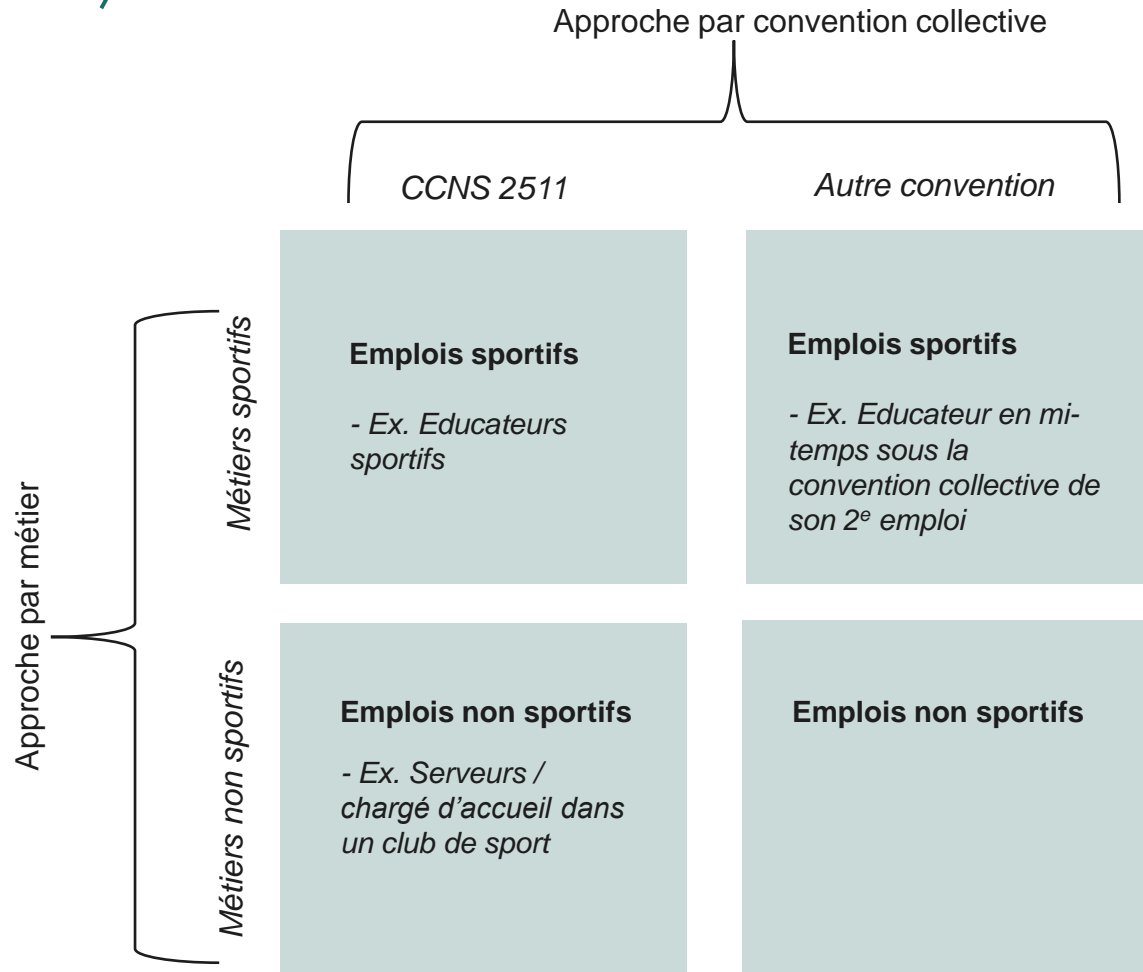 Approche par convention collective
CCNS 2511
Autre convention
Approche par métier
Métiers sportifs
Emplois sportifs
- Ex. Educateurs
sportifs
Emplois sportifs
- Ex. Educateur en mi-
temps sous la
convention collective de
son 2e emploi
Métiers non sportifs
Emplois non sportifs
- Ex. Serveurs /
chargé d’accueil dans
un club de sport
Emplois non sportifs